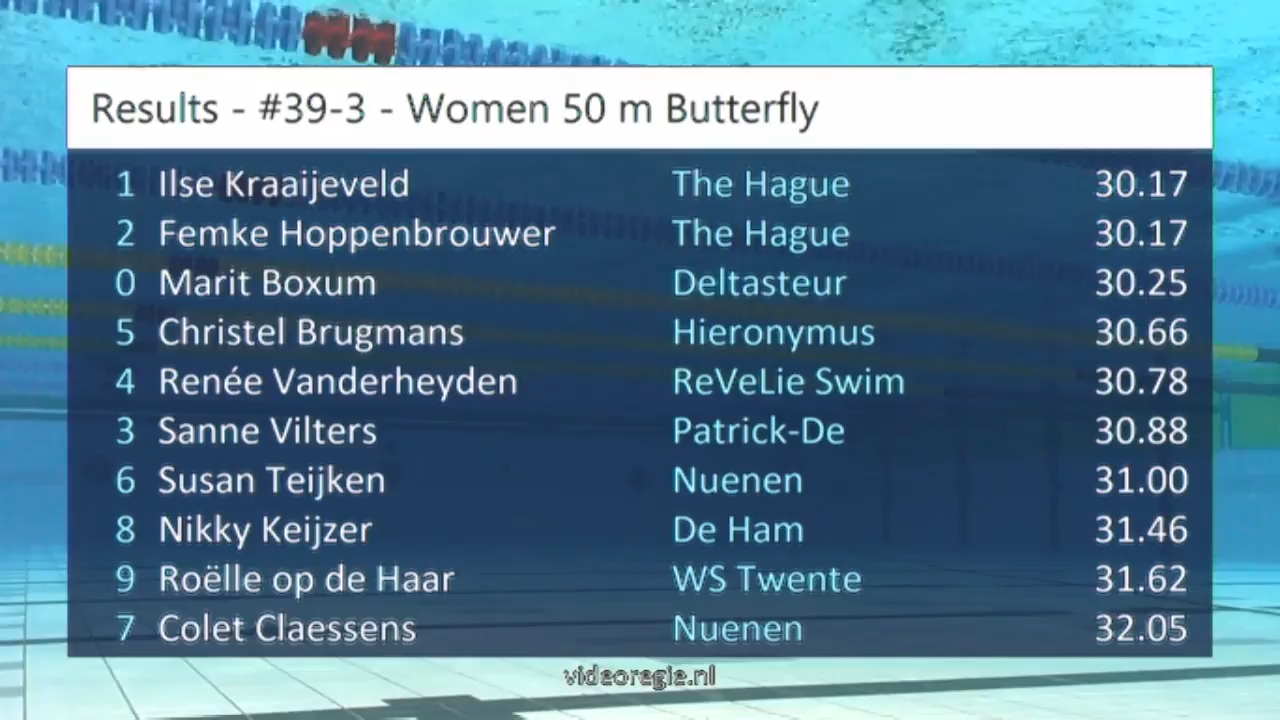 Results - #39-3 - Women 50 m Butterfly
1 Ilse Kraaijeveld The Hague 30.17
2 Femke Hoppenbrouwer The Hague 30.17
0 Marit Boxum Deltasteur 30.25
5 Christel Brugmans Hieronymus 30.66
4 Renée Vanderheyden ReVeLie Swim 30.78
3 Sanne Vilters Patrick-De 30.88
6 Susan Teijken Nuenen 31.00
8 Nikky Keijzer De Ham 31.46
9 Roëlle op de Haar WS Twente 31.62
7 Colet Claessens Nuenen 32.05
videoregie.nl